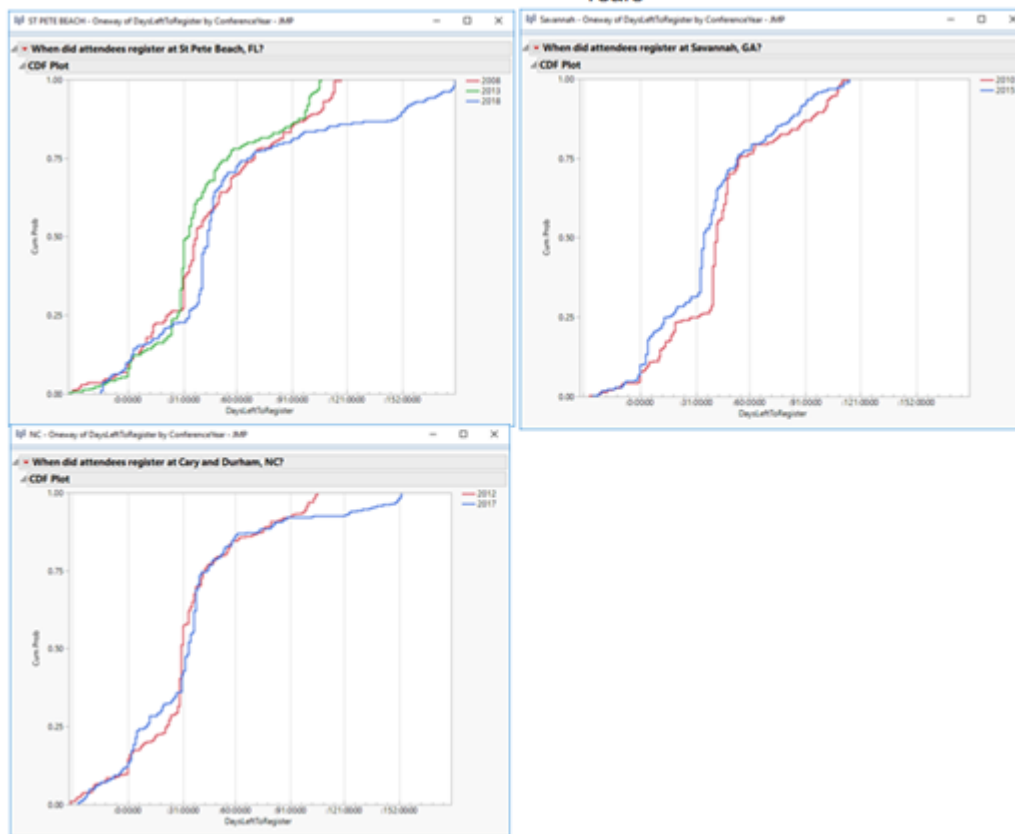 ST PETE BEACH - Oneway of DaysLeftToRegister by ConferenceYear - JMP
When did attendees register at St Pete Beach, FL?
CDF Plot
2008
2013
2018
1.00
0.75
0.50
0.25
0.00
Cum Prob
:0:0000
:31:0000
:60:0000
:91:0000
:121:0000
:152:0000
DaysLeftToRegister
Savannah - Oneway of DaysLeftToRegister by ConferenceYear - JMP
When did attendees register at Savannah, GA?
CDF Plot
2010
2015
1.00
0.75
0.50
0.25
0.00
Cum Prob
:0:0000
:31:0000
:60:0000
:91:0000
:121:0000
:152:0000
DaysLeftToRegister
NC - Oneway of DaysLeftToRegister by ConferenceYear - JMP
When did attendees register at Cary and Durham, NC?
CDF Plot
2012
2017
1.00
0.75
0.50
0.25
0.00
Cum Prob
:0:0000
:31:0000
:60:0000
:91:0000
:121:0000
:152:0000
DaysLeftToRegister